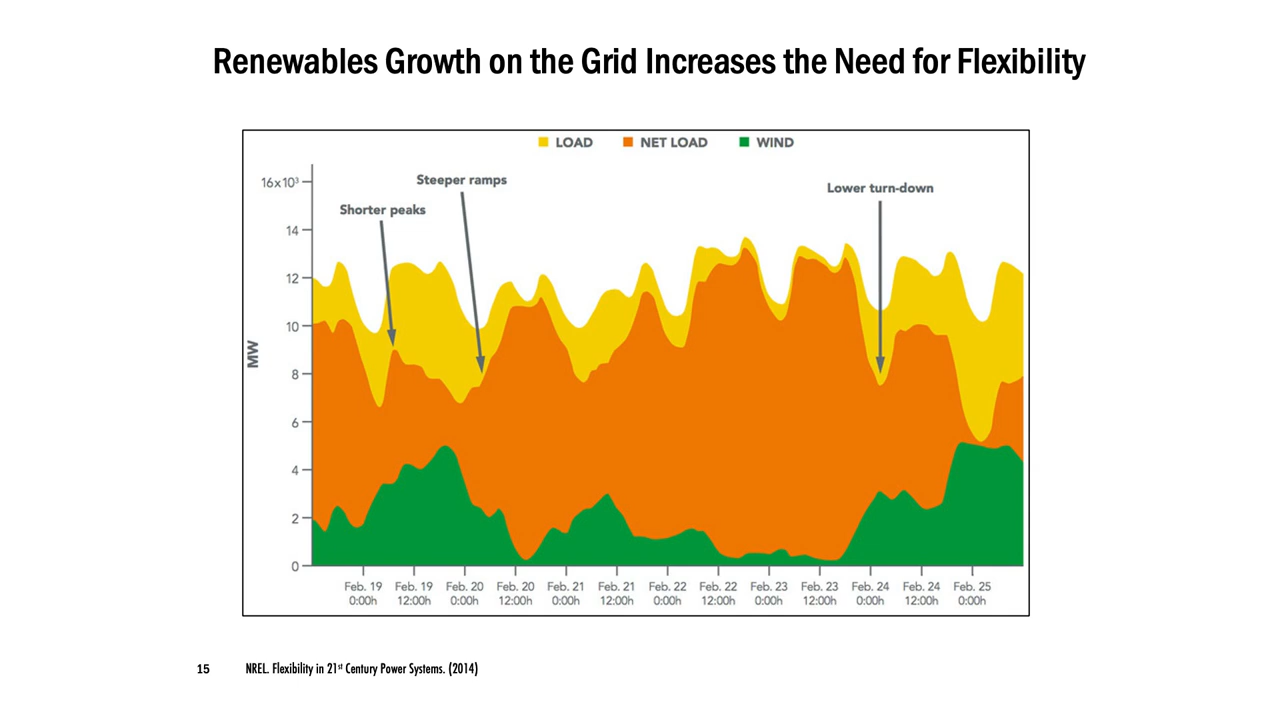 Renewables Growth on the Grid Increases the Need for Flexibility
LOAD NET LOAD WIND
Steeper ramps
Lower turn-down
Shorter peaks
MW
16x10³
14
12
10
8
6
4
2
0
Feb. 19 Feb. 19 Feb. 20 Feb. 20 Feb. 21 Feb. 21 Feb. 22 Feb. 22 Feb. 23 Feb. 23 Feb. 24 Feb. 24 Feb. 25
0:00h 12:00h 0:00h 12:00h 0:00h 12:00h 0:00h 12:00h 0:00h 12:00h 0:00h 12:00h 0:00h
15 NREL. Flexibility in 21st Century Power Systems. (2014)